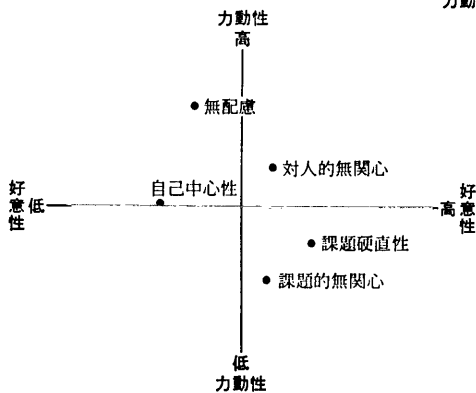 力動
力動性
高
無配慮
対人的無関心
自己中心性
好意性 低
高 好意性
課題硬直性
課題的無関心
低
力動性